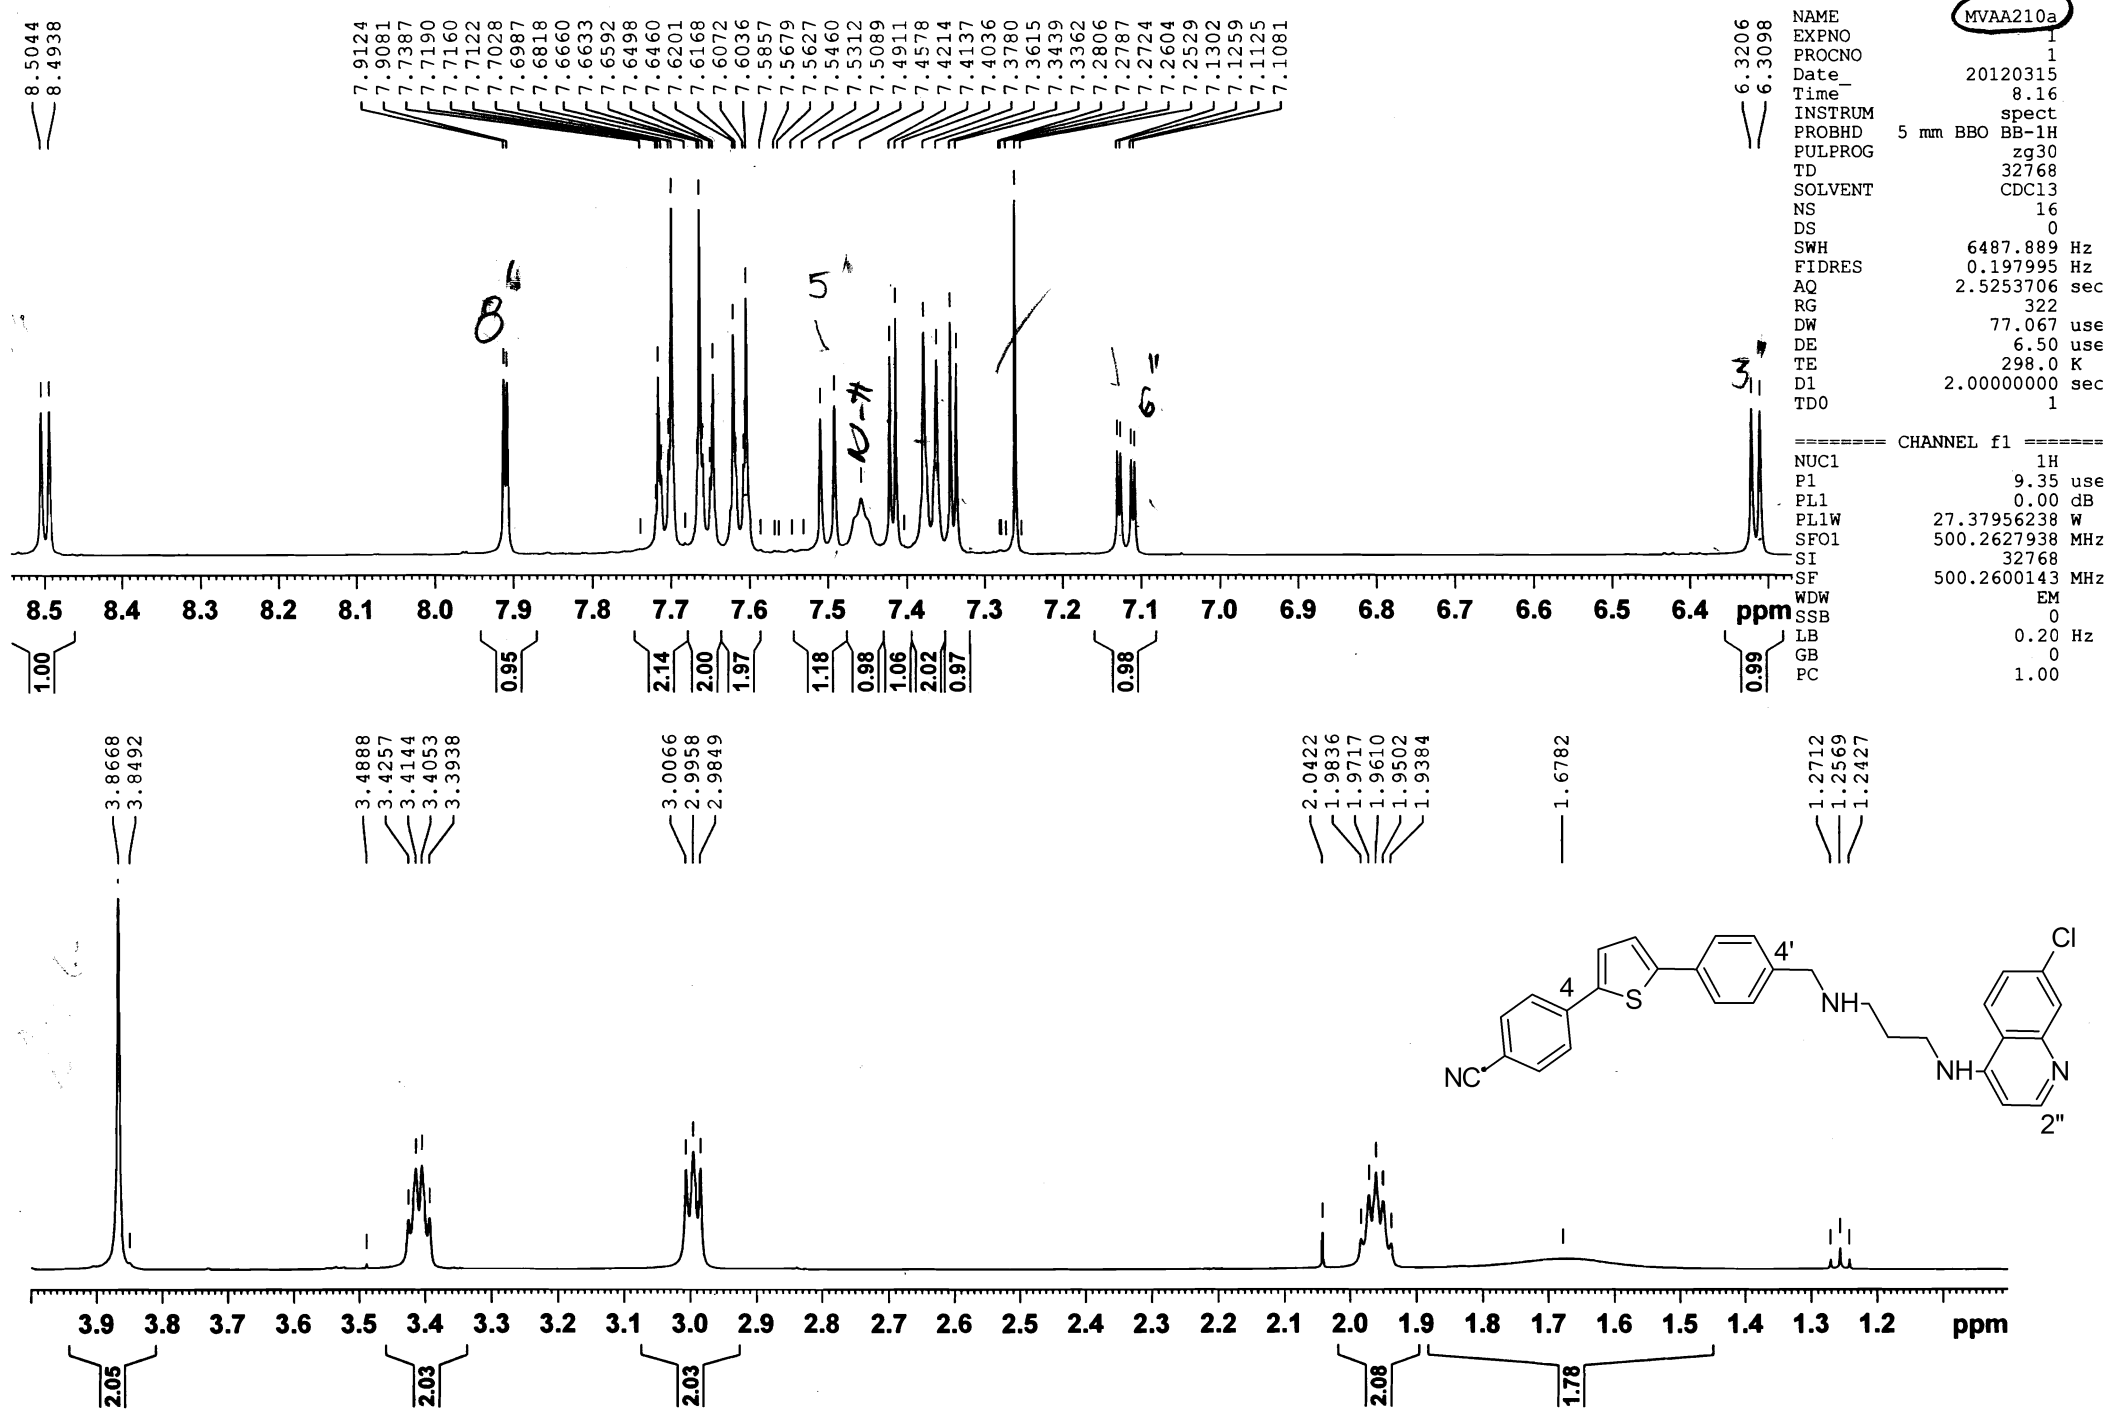 8.5044
8.4938
7.9124
7.9081
7.7387
7.7190
7.7160
7.7122
7.7028
7.6987
7.6818
7.6660
7.6633
7.6592
7.6498
7.6460
7.6201
7.6168
7.6072
7.6036
7.5857
7.5679
7.5627
7.5460
7.5312
7.5089
7.4911
7.4578
7.4214
7.4137
7.4036
7.3780
7.3615
7.3439
7.3362
7.2806
7.2787
7.2724
7.2604
7.2529
7.1302
7.1259
7.1125
7.1081
6.3206
6.3098
NAME MVAA210a
EXPNO 1
PROCNO 1
Date_ 20120315
Time 8.16
INSTRUM spect
PROBHD 5 mm BBO BB-1H
PULPROG zg30
TD 32768
SOLVENT CDCl3
NS 16
DS 0
SWH 6487.889 Hz
FIDRES 0.197995 Hz
AQ 2.5253706 sec
RG 322
DW 77.067 use
DE 6.50 use
TE 298.0 K
D1 2.00000000 sec
TD0 1
======== CHANNEL f1 =======
NUC1 1H
P1 9.35 use
PL1 0.00 dB
PL1W 27.37956238 W
SFO1 500.2627938 MHz
SI 32768
SF 500.2600143 MHz
WDW EM
SSB 0
LB 0.20 Hz
GB 0
PC 1.00
8
5
N-H
6"
3
8.5 8.4 8.3 8.2 8.1 8.0 7.9 7.8 7.7 7.6 7.5 7.4 7.3 7.2 7.1 7.0 6.9 6.8 6.7 6.6 6.5 6.4 ppm
1.00 0.95 2.14 2.00 1.97 1.18 0.98 1.06 2.02 0.97 0.98 0.99
3.8668
3.8492
3.4888
3.4257
3.4144
3.4053
3.3938
3.0066
2.9958
2.9849
2.0422
1.9836
1.9717
1.9610
1.9502
1.9384
1.6782
1.2712
1.2569
1.2427
Cl
4'
4
S
NH
NC
NH
N
2"
3.9 3.8 3.7 3.6 3.5 3.4 3.3 3.2 3.1 3.0 2.9 2.8 2.7 2.6 2.5 2.4 2.3 2.2 2.1 2.0 1.9 1.8 1.7 1.6 1.5 1.4 1.3 1.2 ppm
2.05 2.03 2.03 2.08 1.78